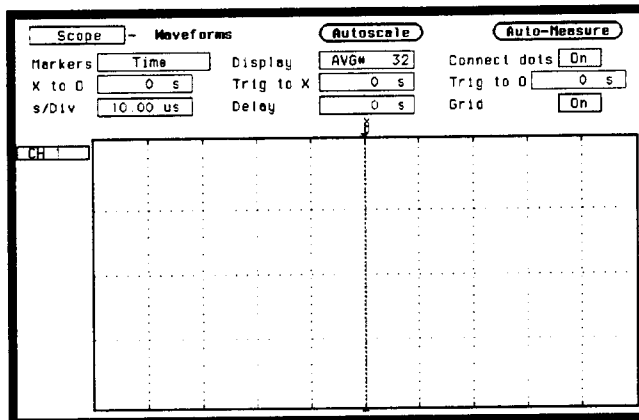 Scope - Waveforms Autoscale Auto-Measure
Markers Time Display AVG# 32 Connect dots On
X to O 0 s Trig to X 0 s Trig to O 0 s
s/Div 10.00 us Delay 0 s Grid On
X
O
CH 1